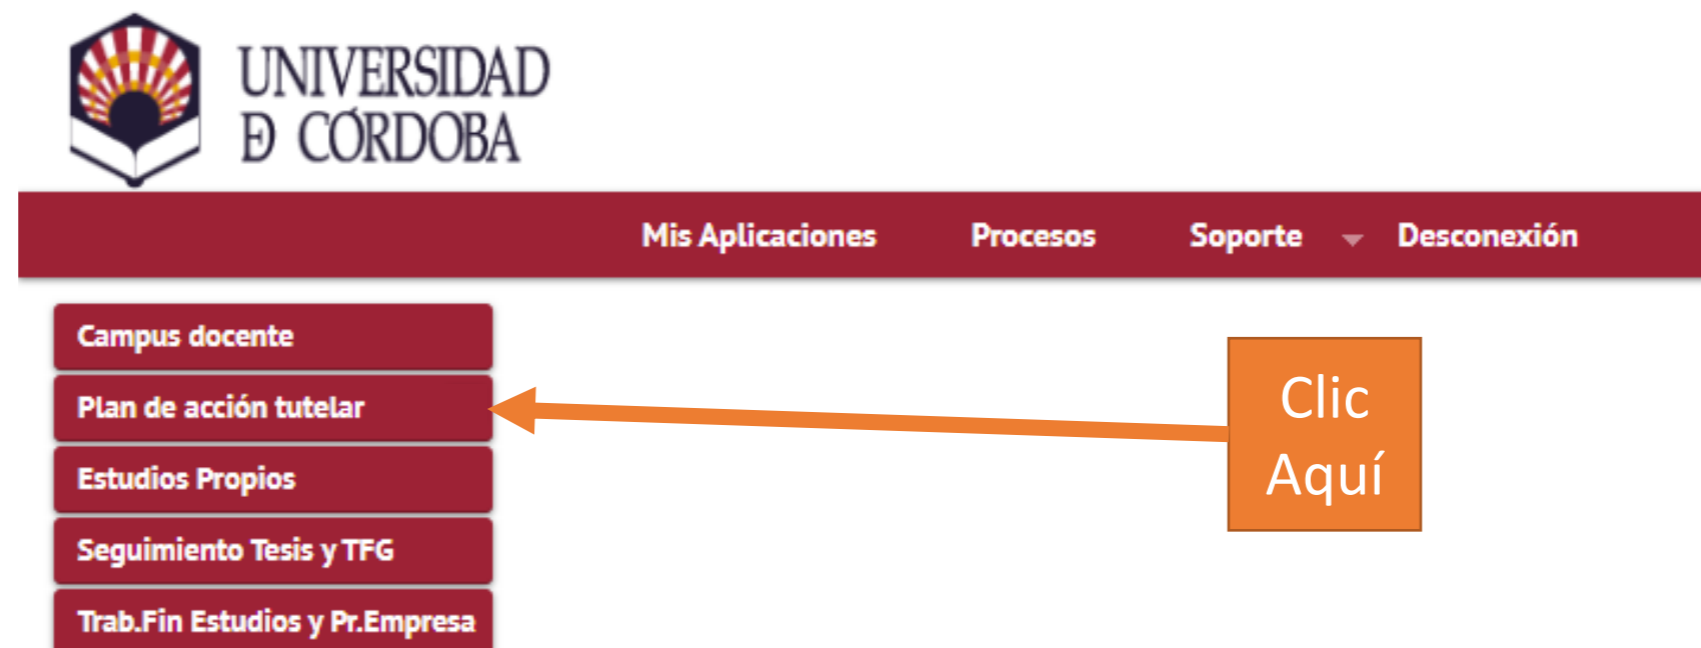 UNIVERSIDAD
Đ CÓRDOBA
Mis Aplicaciones Procesos Soporte Desconexión
Campus docente
Plan de acción tutelar
Estudios Propios
Seguimiento Tesis y TFG
Trab.Fin Estudios y Pr.Empresa
Clic
Aquí